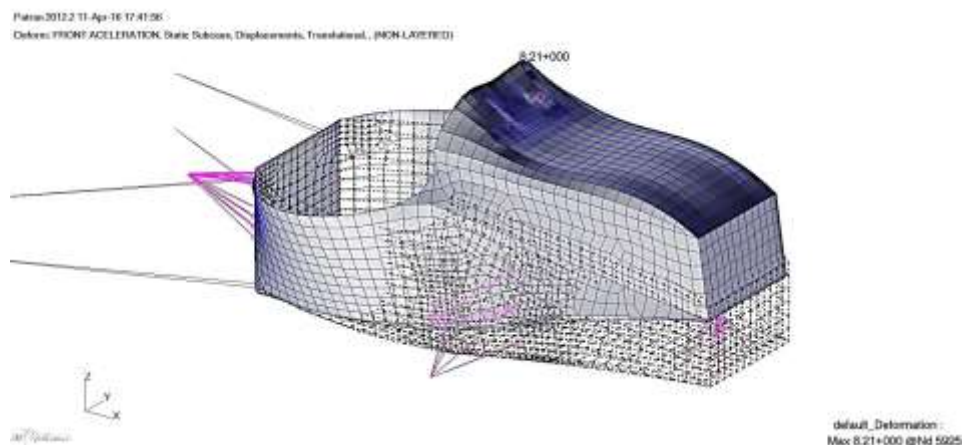 Patran 2012.2 11-Apr-16 17:41:56
Deform: FRONT ACELERATION, Static Subcase, Displacements, Translational, , (NON-LAYERED)
8.21+000
Z
Y
X
default_Deformation :
Max 8.21+000 @Nd 5925